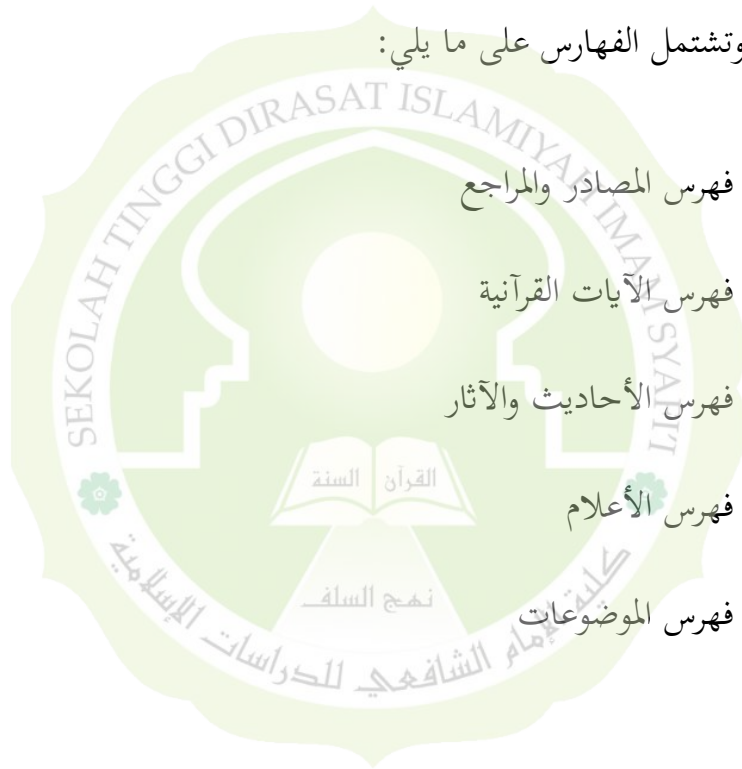 وتشتمل الفهارس على ما يلي:
SEKOLAH TINGGI DIRASAT ISLAMIYAH IMAM SYAFI'I
فهرس المصادر والمراجع
فهرس الآيات القرآنية
فهرس الأحاديث والآثار
القرآن السنة
فهرس الأعلام
نهج السلف
فهرس الموضوعات
كلية الإمام الشافعي للدراسات الإسلامية